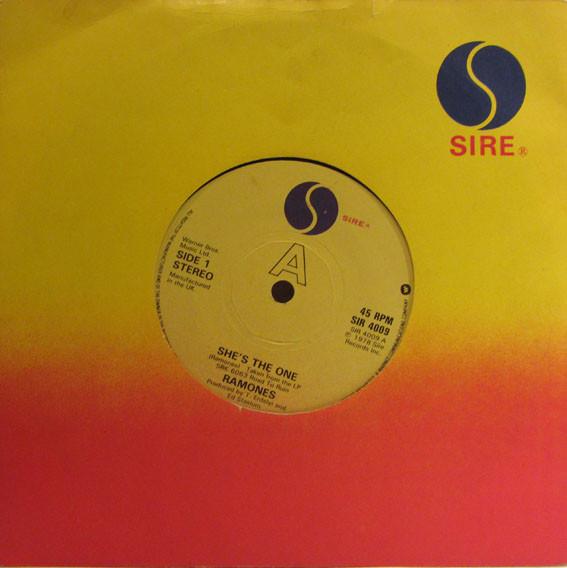 SIRE®
SIRE
A
Warner Bros.
Music Ltd.
SIDE 1
STEREO
Manufactured
in the UK
45 RPM
SIR 4009
SIR 4009 A
℗ 1978 Sire
Records Inc.
SHE'S THE ONE
(Ramones) Taken from the LP
SRK 6063 Road To Ruin
RAMONES
Produced by T. Erdelyi and
Ed Stasium